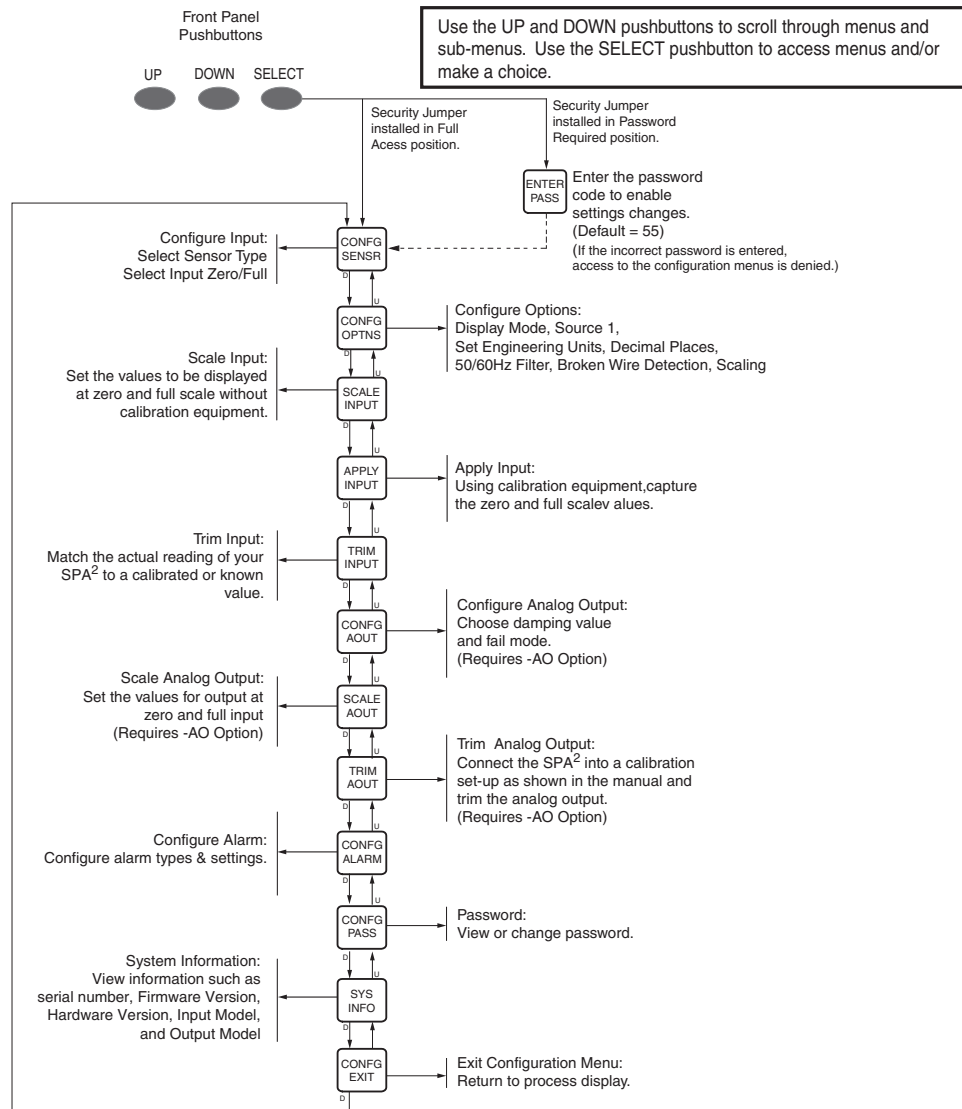 Front Panel
Pushbuttons
Use the UP and DOWN pushbuttons to scroll through menus and
sub-menus. Use the SELECT pushbutton to access menus and/or
make a choice.
UP DOWN SELECT
Security Jumper
installed in Full
Acess position.
Security Jumper
installed in Password
Required position.
ENTER
PASS
Enter the password
code to enable
settings changes.
(Default = 55)
(If the incorrect password is entered,
access to the configuration menus is denied.)
Configure Input:
Select Sensor Type
Select Input Zero/Full
CONFG
SENSR
D
U
CONFG
OPTNS
Configure Options:
Display Mode, Source 1,
Set Engineering Units, Decimal Places,
50/60Hz Filter, Broken Wire Detection, Scaling
D
U
Scale Input:
Set the values to be displayed
at zero and full scale without
calibration equipment.
SCALE
INPUT
D
U
APPLY
INPUT
Apply Input:
Using calibration equipment,capture
the zero and full scalev alues.
D
U
Trim Input:
Match the actual reading of your
SPA² to a calibrated or known
value.
TRIM
INPUT
D
U
CONFG
AOUT
Configure Analog Output:
Choose damping value
and fail mode.
(Requires -AO Option)
D
U
Scale Analog Output:
Set the values for output at
zero and full input
(Requires -AO Option)
SCALE
AOUT
D
U
TRIM
AOUT
Trim Analog Output:
Connect the SPA² into a calibration
set-up as shown in the manual and
trim the analog output.
(Requires -AO Option)
D
U
Configure Alarm:
Configure alarm types & settings.
CONFG
ALARM
D
U
CONFG
PASS
Password:
View or change password.
D
U
System Information:
View information such as
serial number, Firmware Version,
Hardware Version, Input Model,
and Output Model
SYS
INFO
D
CONFG
EXIT
Exit Configuration Menu:
Return to process display.
D